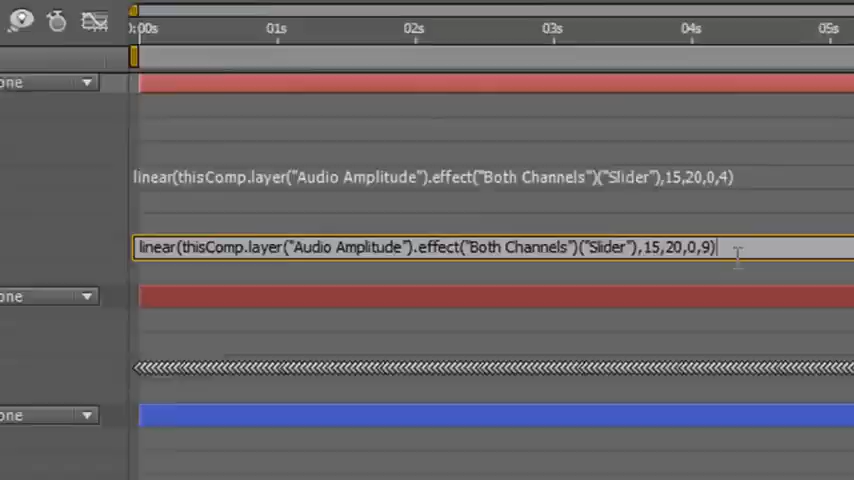 ):00s 01s 02s 03s 04s 05s
one
linear(thisComp.layer("Audio Amplitude").effect("Both Channels")("Slider"),15,20,0,4)
linear(thisComp.layer("Audio Amplitude").effect("Both Channels")("Slider"),15,20,0,9)
one
one